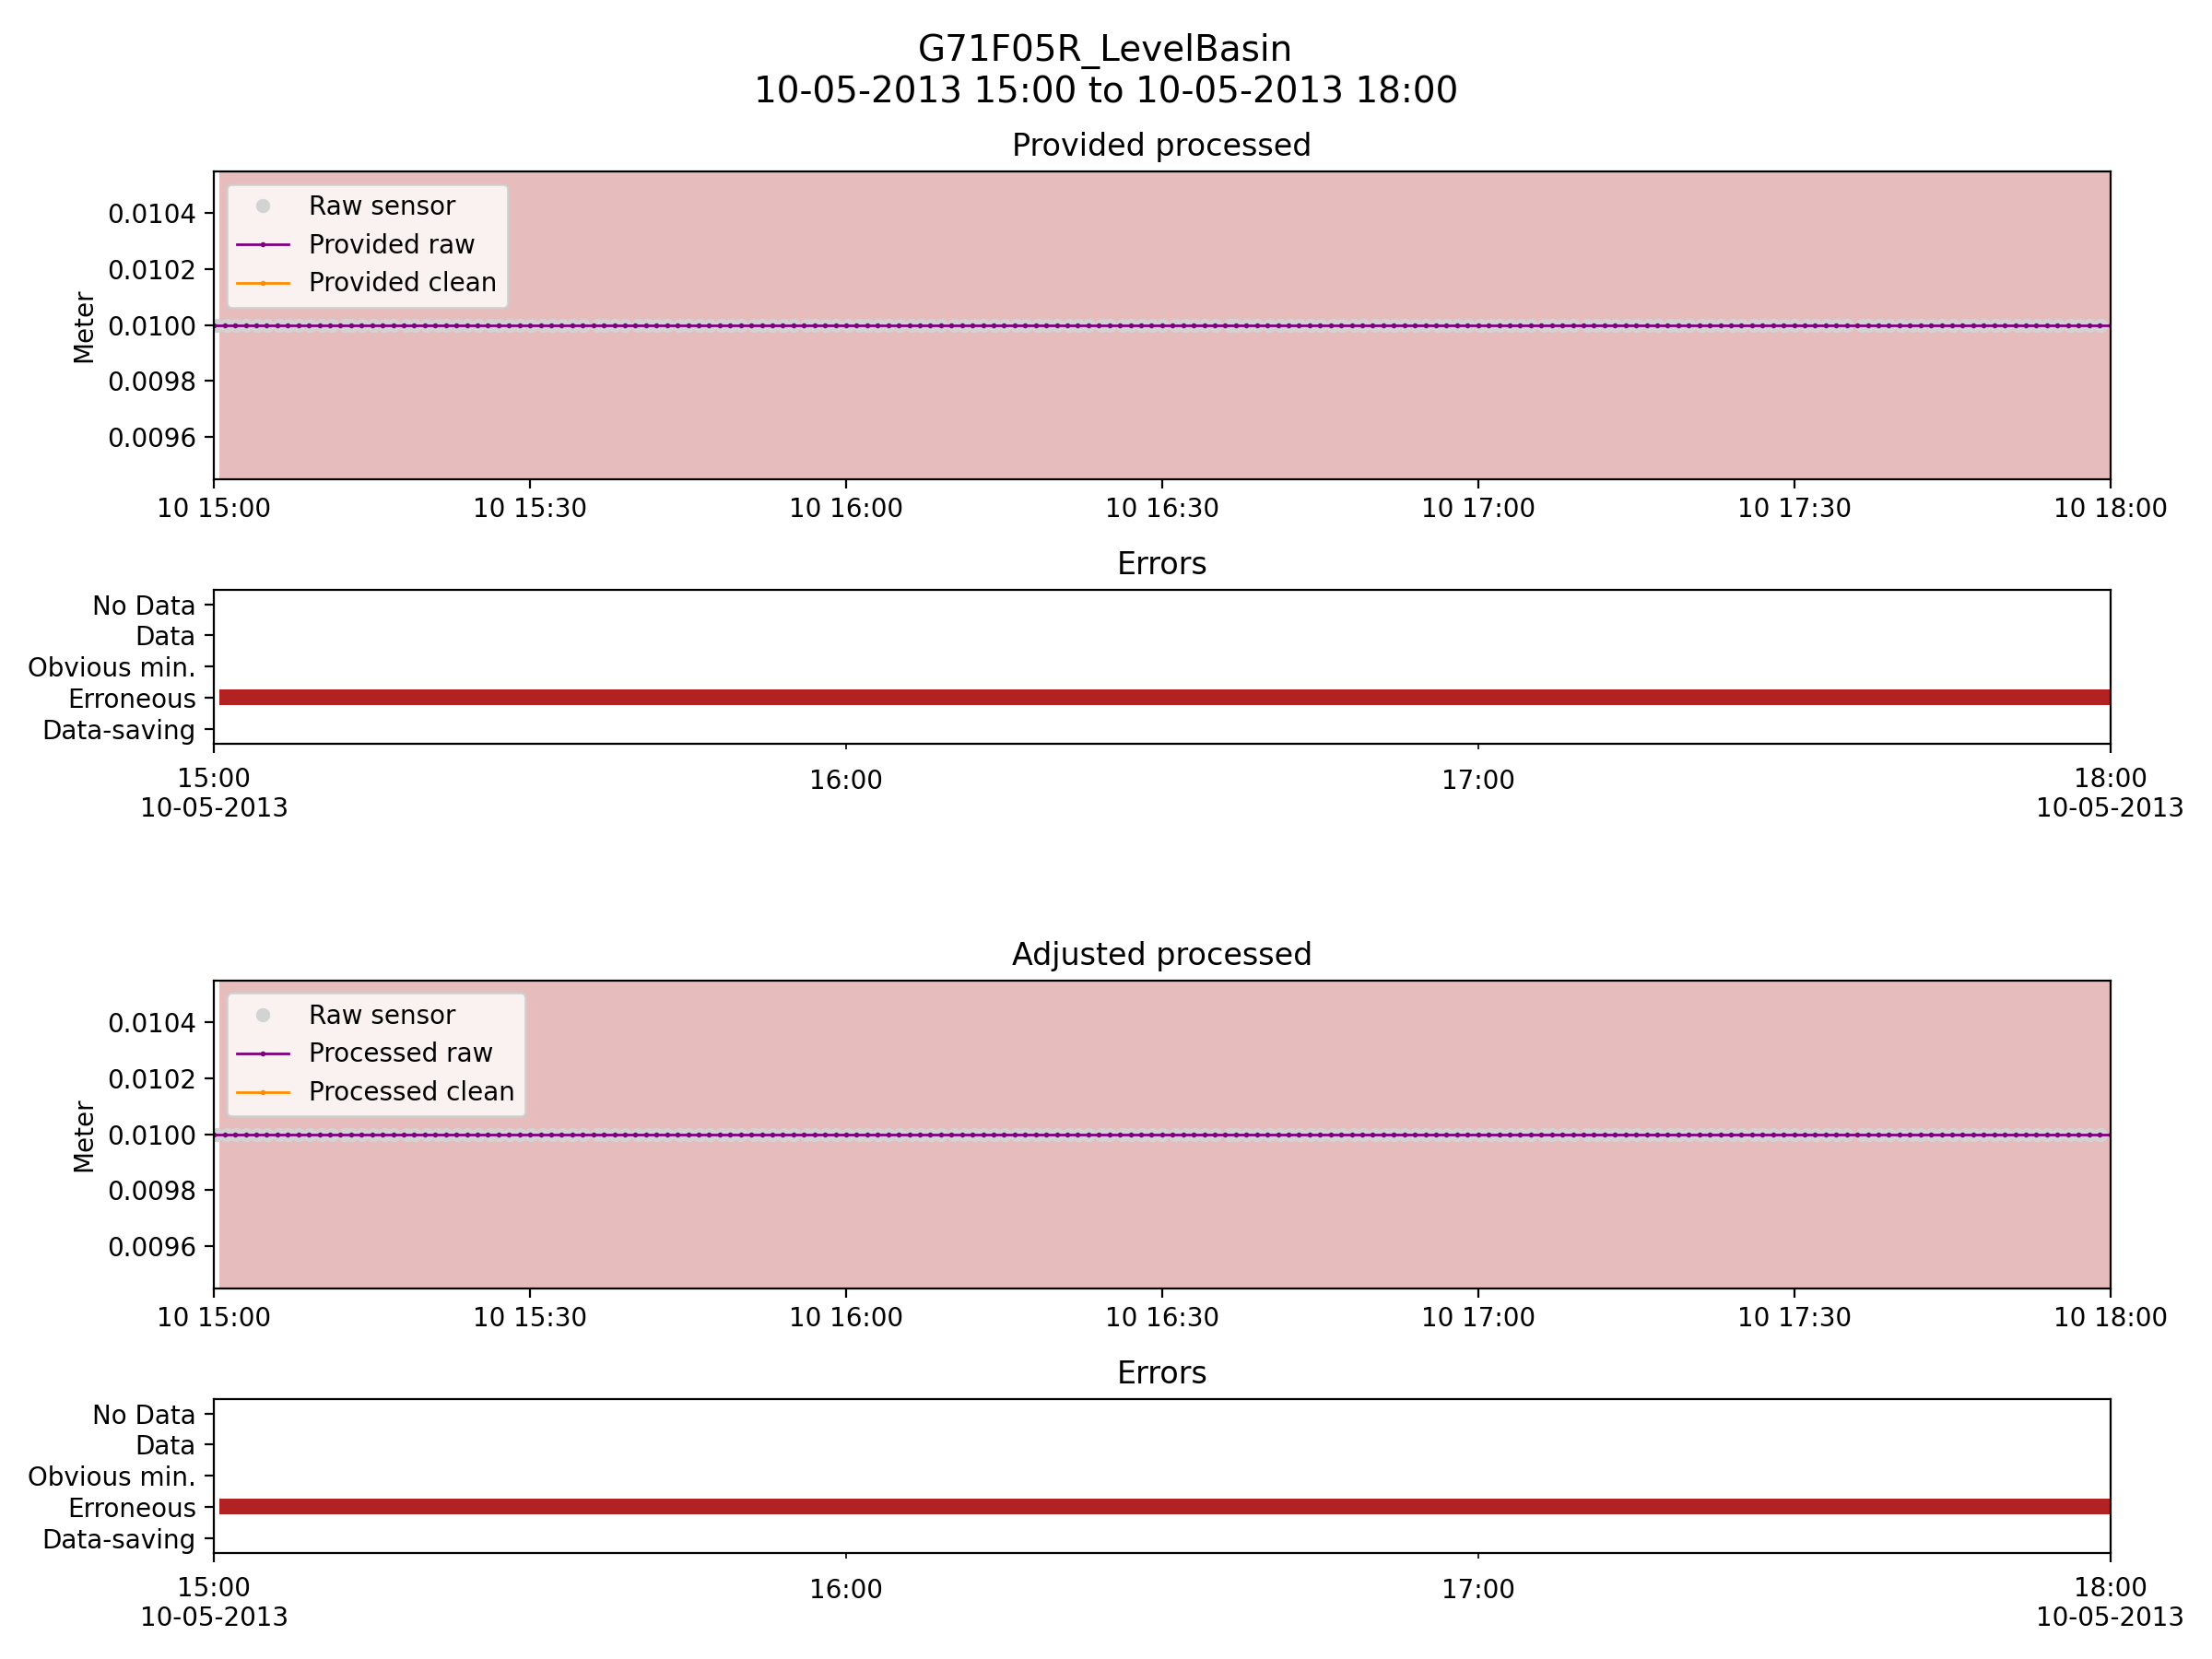 G71F05R_LevelBasin
10-05-2013 15:00 to 10-05-2013 18:00
Provided processed
Raw sensor
Provided raw
Provided clean
Meter
0.0104
0.0102
0.0100
0.0098
0.0096
10 15:00 10 15:30 10 16:00 10 16:30 10 17:00 10 17:30 10 18:00
Errors
No Data
Data
Obvious min.
Erroneous
Data-saving
15:00 16:00 17:00 18:00
10-05-2013 10-05-2013
Adjusted processed
Raw sensor
Processed raw
Processed clean
Meter
0.0104
0.0102
0.0100
0.0098
0.0096
10 15:00 10 15:30 10 16:00 10 16:30 10 17:00 10 17:30 10 18:00
Errors
No Data
Data
Obvious min.
Erroneous
Data-saving
15:00 16:00 17:00 18:00
10-05-2013 10-05-2013